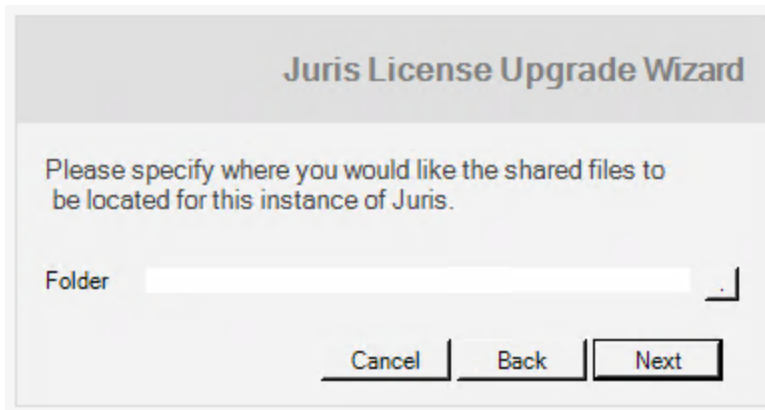 Juris License Upgrade Wizard
Please specify where you would like the shared files to
be located for this instance of Juris.
Folder
.
Cancel Back Next